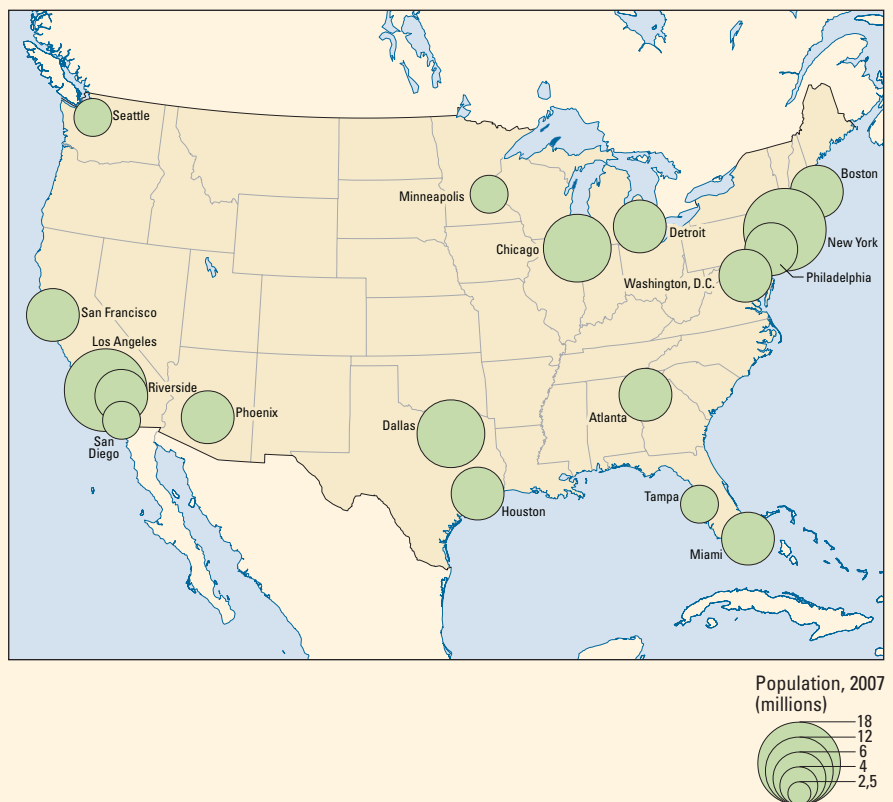 Seattle
Minneapolis
Boston
Detroit
New York
Chicago
Philadelphia
Washington, D.C.
San Francisco
Los Angeles
Riverside
Phoenix
San
Diego
Dallas
Atlanta
Houston
Tampa
Miami
Population, 2007
(millions)
18
12
6
4
2,5